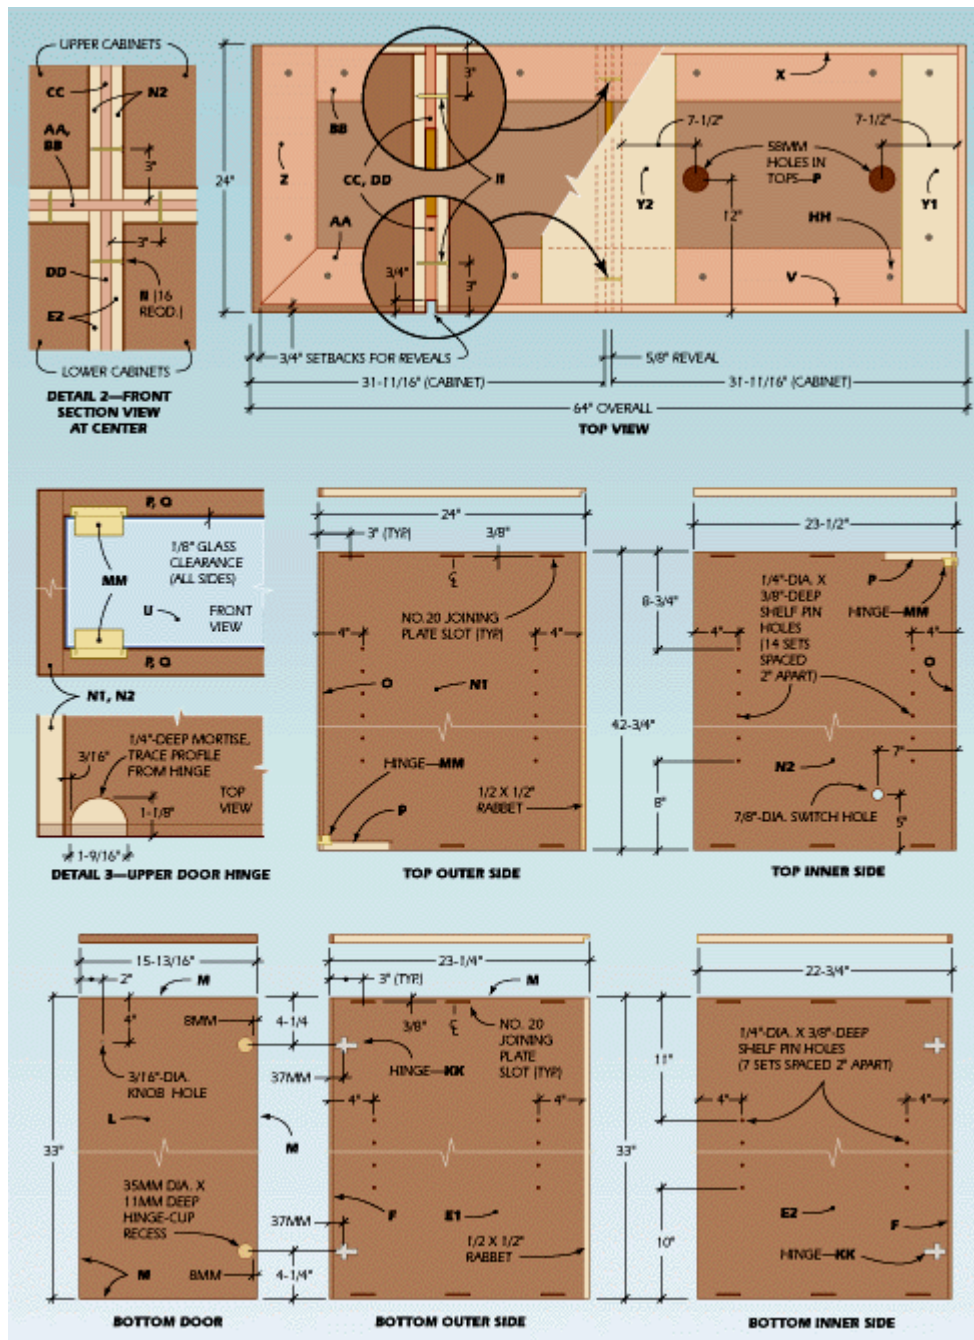 UPPER CABINETS
CC
N2
AA,
BB
3"
3"
DD
E2
II (16
REQD.)
LOWER CABINETS
DETAIL 2—FRONT
SECTION VIEW
AT CENTER
24"
Z
BB
CC, DD
AA
3/4"
3"
II
3"
X
7-1/2"
7-1/2"
58MM
HOLES IN
TOPS—P
Y2
Y1
12"
HH
V
3/4" SETBACKS FOR REVEALS
5/8" REVEAL
31-11/16" (CABINET)
31-11/16" (CABINET)
64" OVERALL
TOP VIEW
P, Q
1/8" GLASS
CLEARANCE
(ALL SIDES)
MM
U
FRONT
VIEW
P, Q
N1, N2
1/4"-DEEP MORTISE,
TRACE PROFILE
FROM HINGE
3/16"
TOP
VIEW
1-1/8"
1-9/16"
DETAIL 3—UPPER DOOR HINGE
24"
3" (TYP.)
3/8"
℄
NO. 20 JOINING
PLATE SLOT (TYP.)
4"
4"
O
N1
42-3/4"
HINGE—MM
1/2 X 1/2"
RABBET
P
TOP OUTER SIDE
23-1/2"
8-3/4"
1/4"-DIA. X
3/8"-DEEP
SHELF PIN
HOLES
(14 SETS
SPACED
2" APART)
P
HINGE—MM
4"
4"
O
N2
7"
8"
7/8"-DIA. SWITCH HOLE
5"
TOP INNER SIDE
15-13/16"
2"
M
4"
8MM
4-1/4
3/16"-DIA.
KNOB HOLE
L
M
33"
35MM DIA. X
11MM DEEP
HINGE-CUP
RECESS
M
8MM
4-1/4"
BOTTOM DOOR
23-1/4"
3" (TYP.)
M
3/8"
℄
NO. 20
JOINING
PLATE
SLOT (TYP.)
HINGE—KK
37MM
4"
4"
33"
37MM
F
E1
1/2 X 1/2"
RABBET
BOTTOM OUTER SIDE
22-3/4"
11"
1/4"-DIA. X 3/8"-DEEP
SHELF PIN HOLES
(7 SETS SPACED 2" APART)
4"
4"
E2
F
10"
HINGE—KK
BOTTOM INNER SIDE